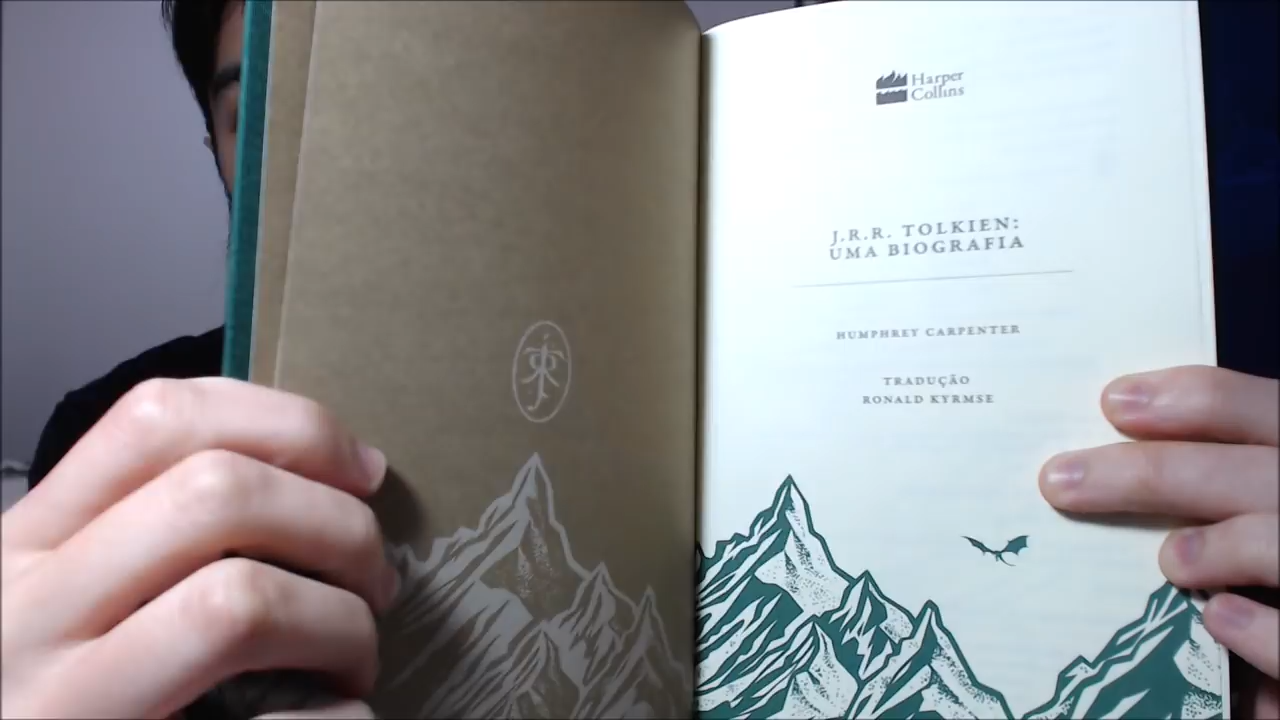 Harper
Collins
J.R.R. TOLKIEN:
UMA BIOGRAFIA
HUMPHREY CARPENTER
TRADUÇÃO
RONALD KYRMSE